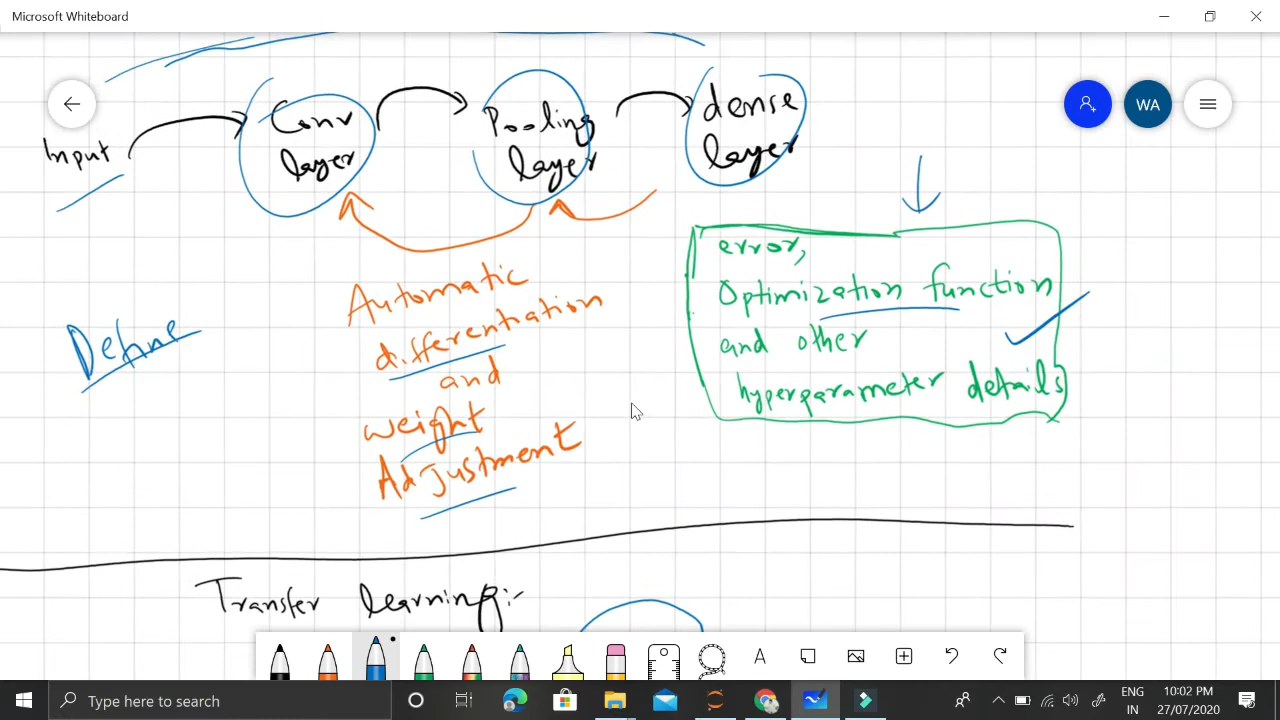 Microsoft Whiteboard
WA
Input
Conv
layer
Pooling
layer
dense
layer
error,
Optimization function
and other
hyperparameter details
Automatic
differentiation
and
weight
Adjustment
Define
Transfer learning:-
A
Type here to search
ENG
IN
10:02 PM
27/07/2020